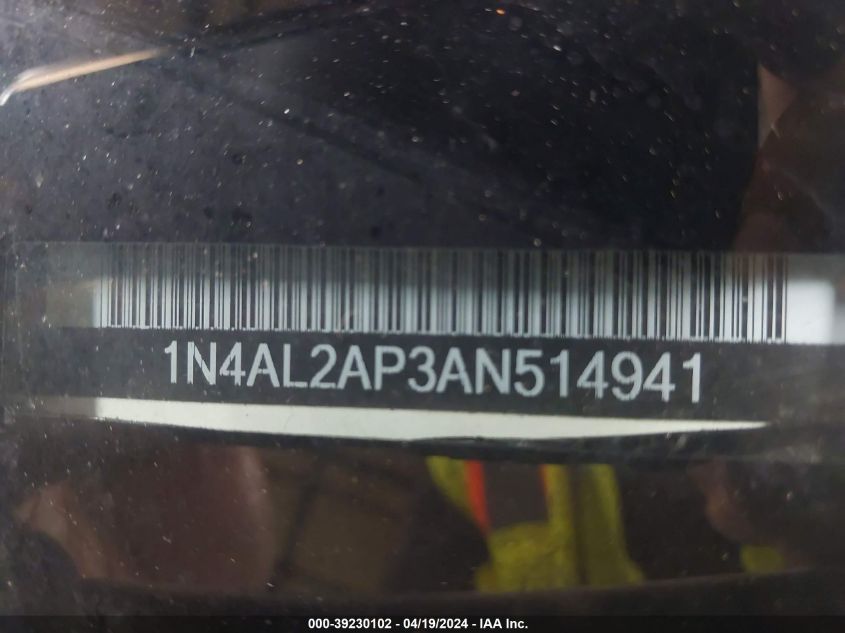 1N4AL2AP3AN514941
000-39230102 - 04/19/2024 - IAA Inc.